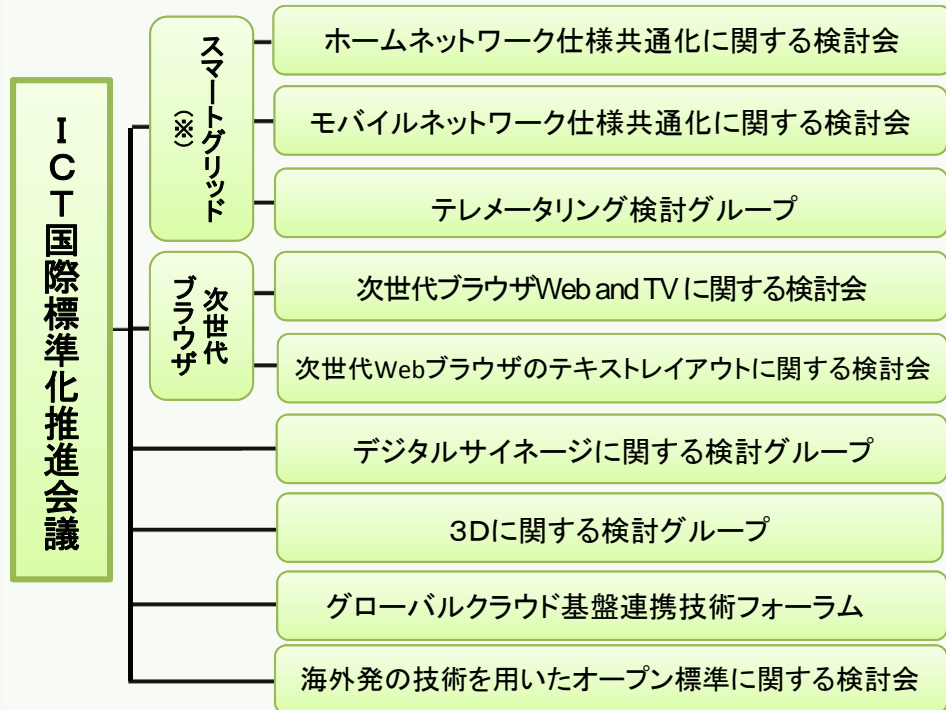 ICT国際標準化推進会議
スマートグリッド
(※)
ホームネットワーク仕様共通化に関する検討会
モバイルネットワーク仕様共通化に関する検討会
テレメータリング検討グループ
次世代
ブラウザ
次世代ブラウザWeb and TVに関する検討会
次世代Webブラウザのテキストレイアウトに関する検討会
デジタルサイネージに関する検討グループ
3Dに関する検討グループ
グローバルクラウド基盤連携技術フォーラム
海外発の技術を用いたオープン標準に関する検討会